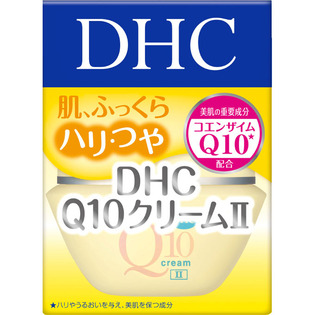 DHC
肌、ふっくら
ハリ・つや
美肌の重要成分
コエンザイム
Q10★
配合
DHC
Q10クリームⅡ
Q10
cream
Ⅱ
★ハリやうるおいを与え、美肌を保つ成分